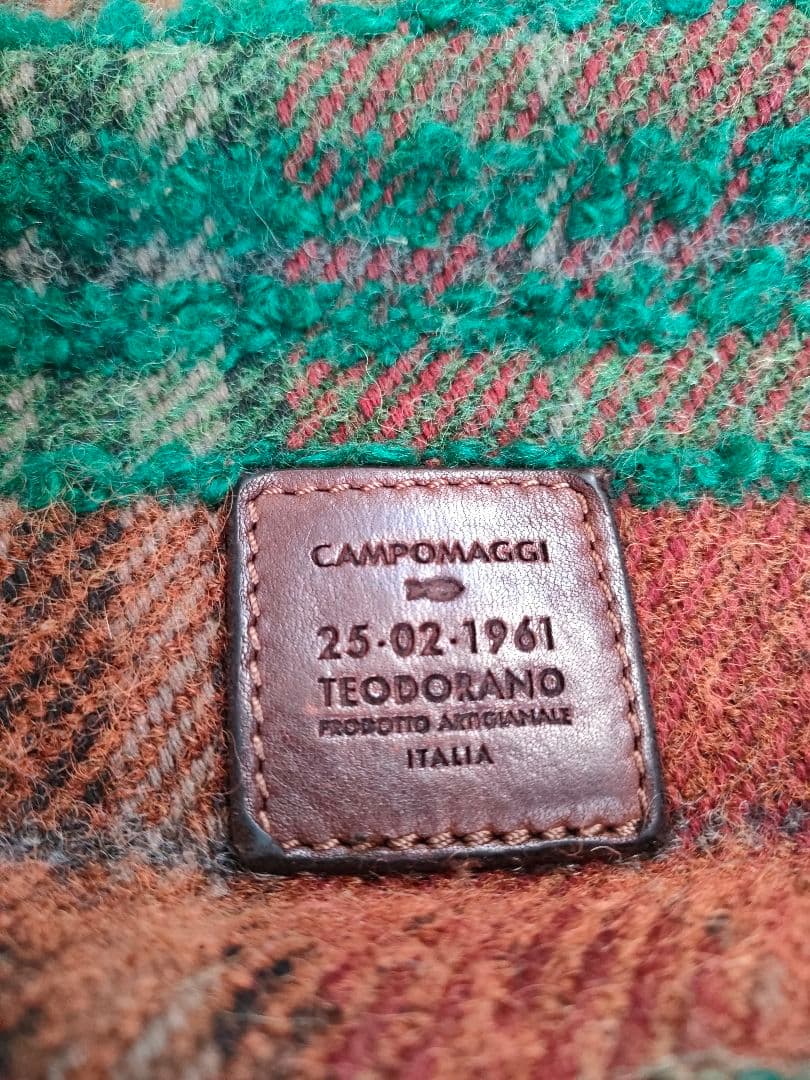 CAMPOMAGGI
25·02·1961
TEODORANO
PRODOTTO ARTIGIANALE
ITALIA